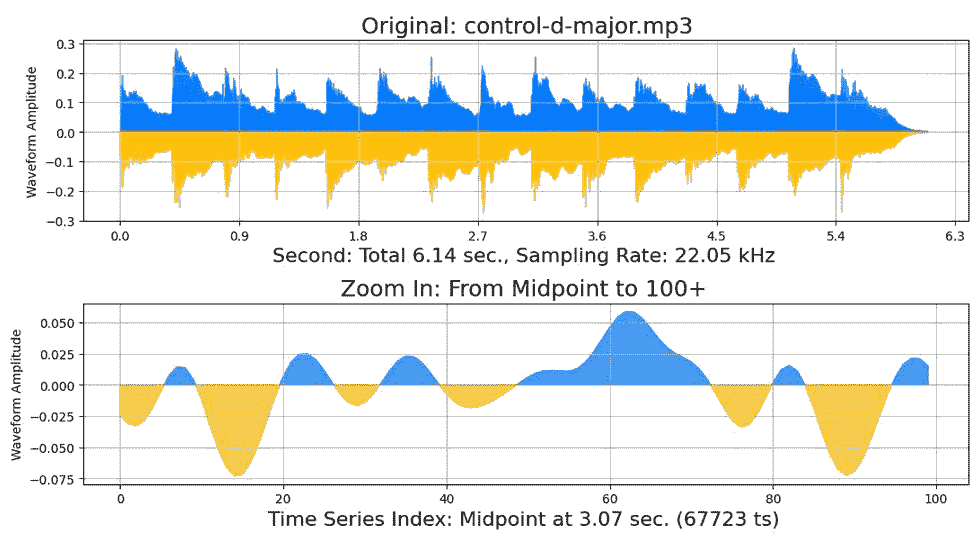 Original: control-d-major.mp3
Waveform Amplitude
0.3
0.2
0.1
0.0
−0.1
−0.2
−0.3
0.0 0.9 1.8 2.7 3.6 4.5 5.4 6.3
Second: Total 6.14 sec., Sampling Rate: 22.05 kHz
Zoom In: From Midpoint to 100+
Waveform Amplitude
0.050
0.025
0.000
−0.025
−0.050
−0.075
0 20 40 60 80 100
Time Series Index: Midpoint at 3.07 sec. (67723 ts)